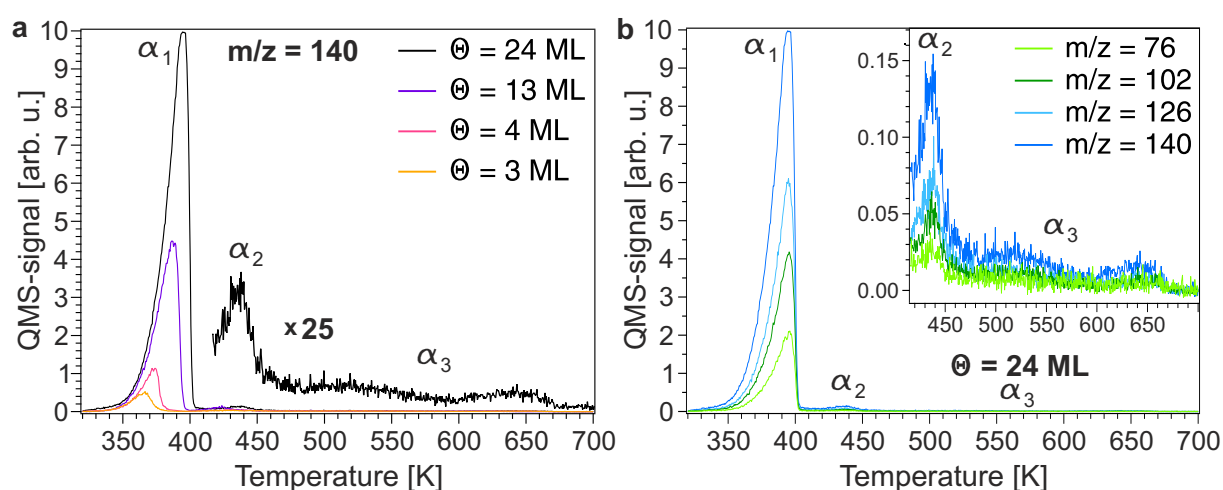 a
QMS-signal [arb. u.]
10
9
8
7
6
5
4
3
2
1
0
α1
m/z = 140
Θ = 24 ML
Θ = 13 ML
Θ = 4 ML
Θ = 3 ML
α2
x 25
α3
350 400 450 500 550 600 650 700
Temperature [K]
b
QMS-signal [arb. u.]
10
9
8
7
6
5
4
3
2
1
0
α1
0.15
0.10
0.05
0.00
α2
m/z = 76
m/z = 102
m/z = 126
m/z = 140
α3
450 500 550 600 650
Θ = 24 ML
α2
α3
350 400 450 500 550 600 650 700
Temperature [K]